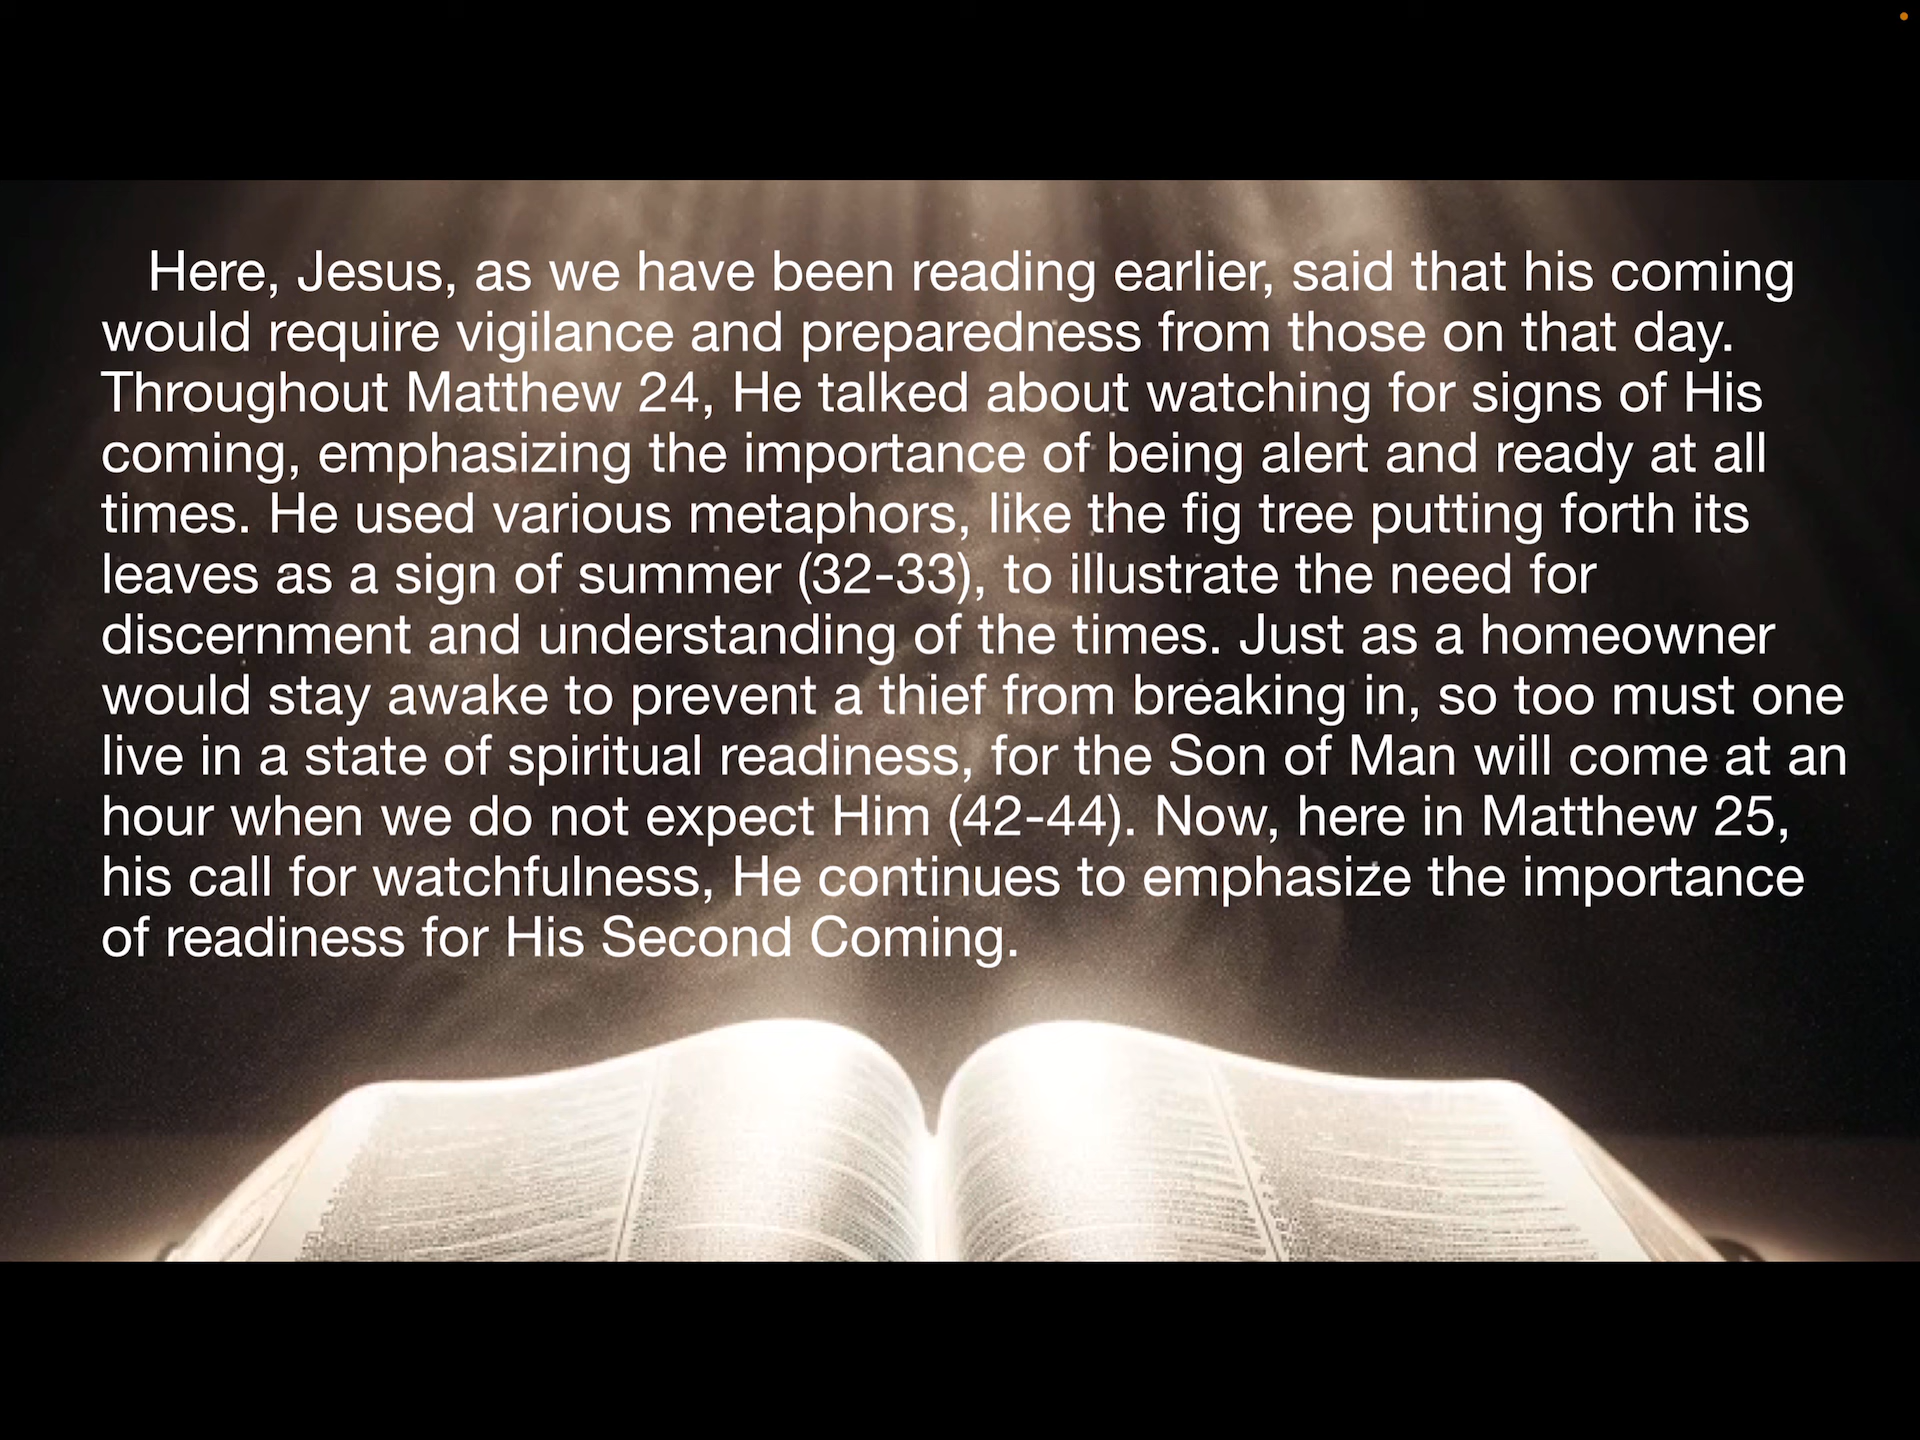 Here, Jesus, as we have been reading earlier, said that his coming
would require vigilance and preparedness from those on that day.
Throughout Matthew 24, He talked about watching for signs of His
coming, emphasizing the importance of being alert and ready at all
times. He used various metaphors, like the fig tree putting forth its
leaves as a sign of summer (32-33), to illustrate the need for
discernment and understanding of the times. Just as a homeowner
would stay awake to prevent a thief from breaking in, so too must one
live in a state of spiritual readiness, for the Son of Man will come at an
hour when we do not expect Him (42-44). Now, here in Matthew 25,
his call for watchfulness, He continues to emphasize the importance
of readiness for His Second Coming.